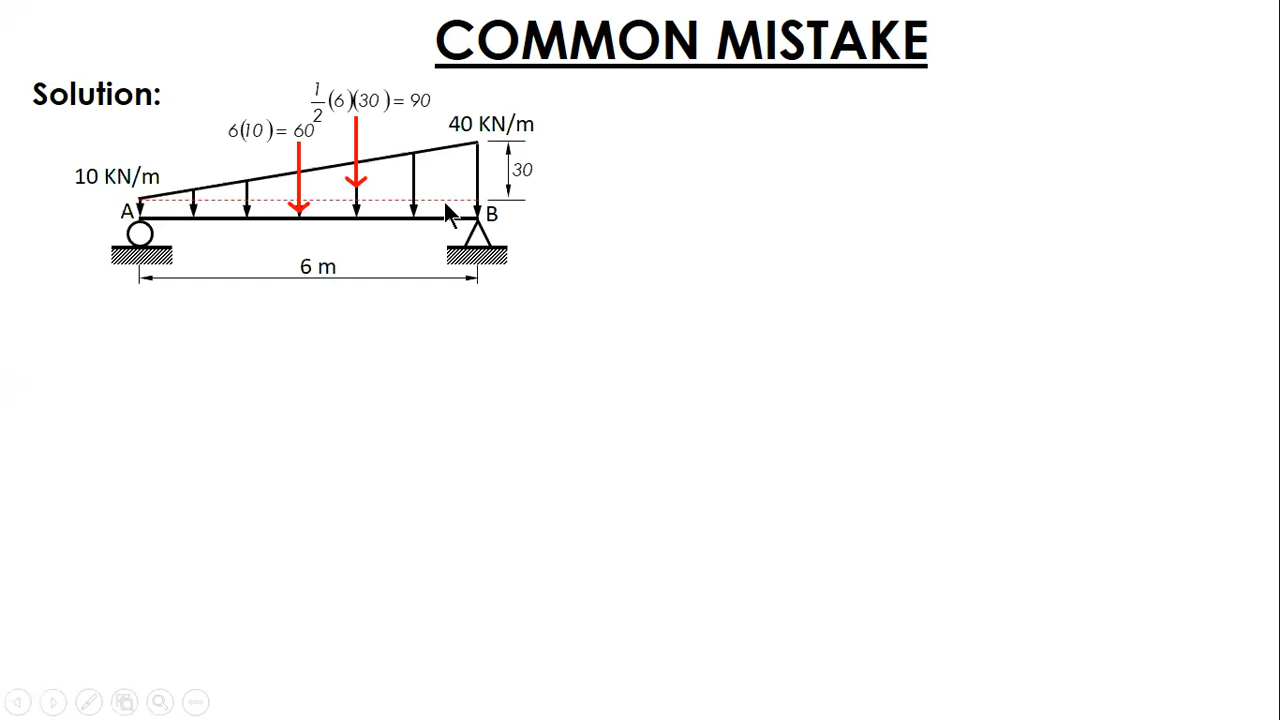 COMMON MISTAKE
Solution:
1/2 (6)(30) = 90
6(10) = 60
40 KN/m
10 KN/m
30
A
B
6 m